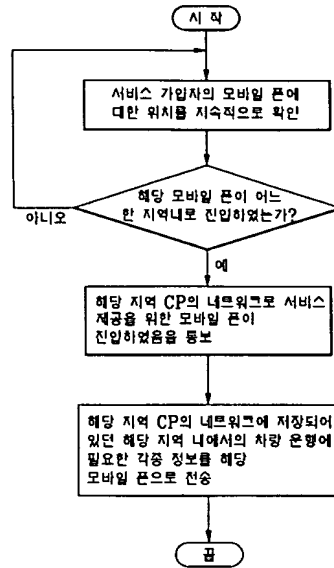 시 작
서비스 가입자의 모바일 폰에
대한 위치를 지속적으로 확인
해당 모바일 폰이 어느
한 지역내로 진입하였는가?
아니오
예
해당 지역 CP의 네트워크로 서비스
제공을 위한 모바일 폰이
진입하였음을 통보
해당 지역 CP의 네트워크에 저장되어
있던 해당 지역 내에서의 차량 운행에
필요한 각종 정보를 해당
모바일 폰으로 전송
끝